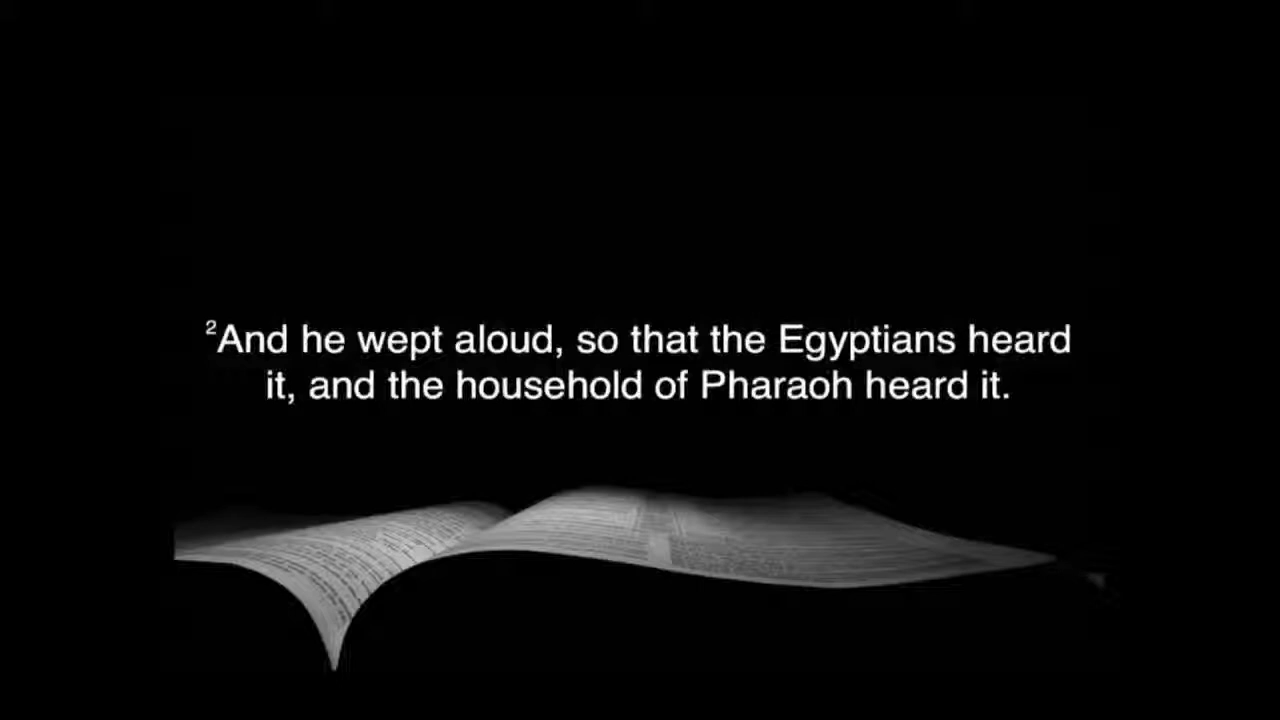 ²And he wept aloud, so that the Egyptians heard
it, and the household of Pharaoh heard it.